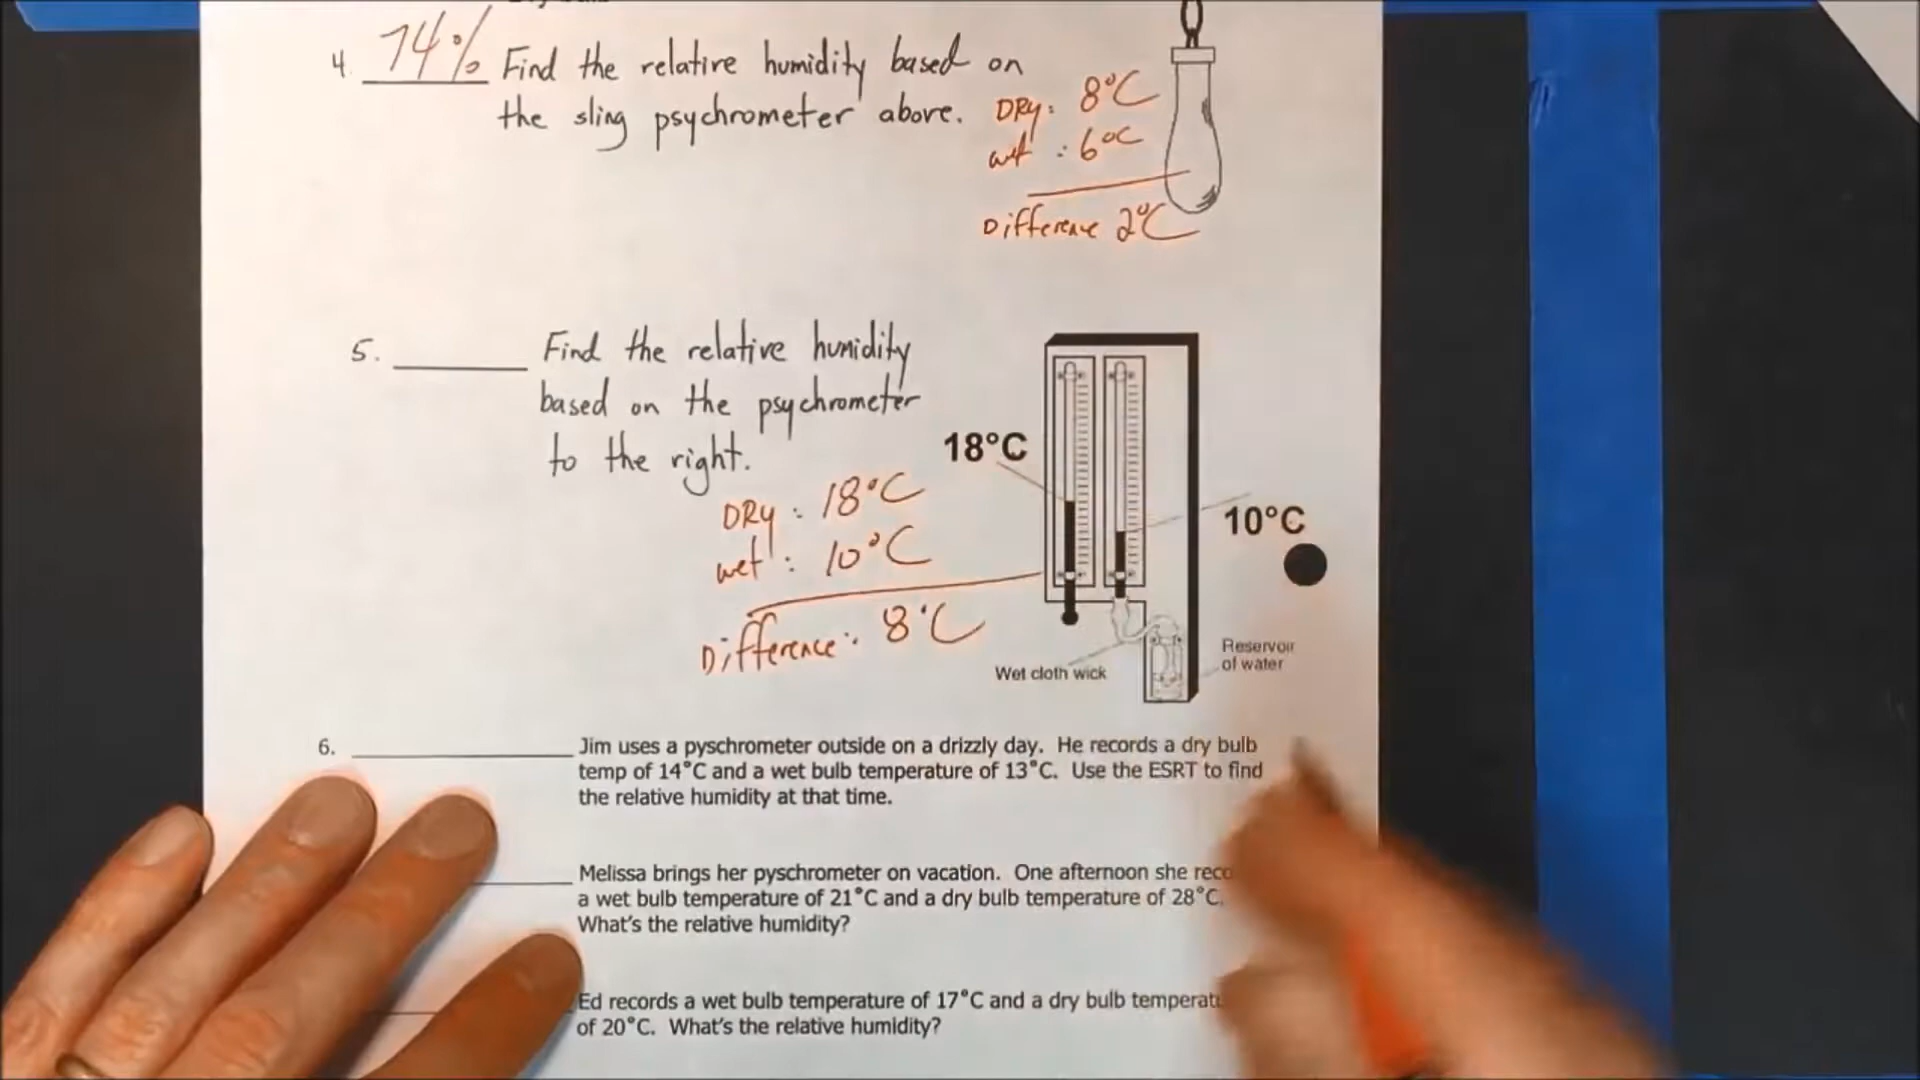 4. 74% Find the relative humidity based on
the sling psychrometer above.
DRY: 8°C
wet : 6°C
Difference 2°C
5. Find the relative humidity
based on the psychrometer
to the right.
18°C
10°C
DRY : 18°C
wet : 10°C
Difference: 8°C
Wet cloth wick
Reservoir
of water
6. Jim uses a pyschrometer outside on a drizzly day. He records a dry bulb
temp of 14°C and a wet bulb temperature of 13°C. Use the ESRT to find
the relative humidity at that time.
Melissa brings her pyschrometer on vacation. One afternoon she
a wet bulb temperature of 21°C and a dry bulb temperature of 28°C.
What's the relative humidity?
Ed records a wet bulb temperature of 17°C and a dry bulb
of 20°C. What's the relative humidity?